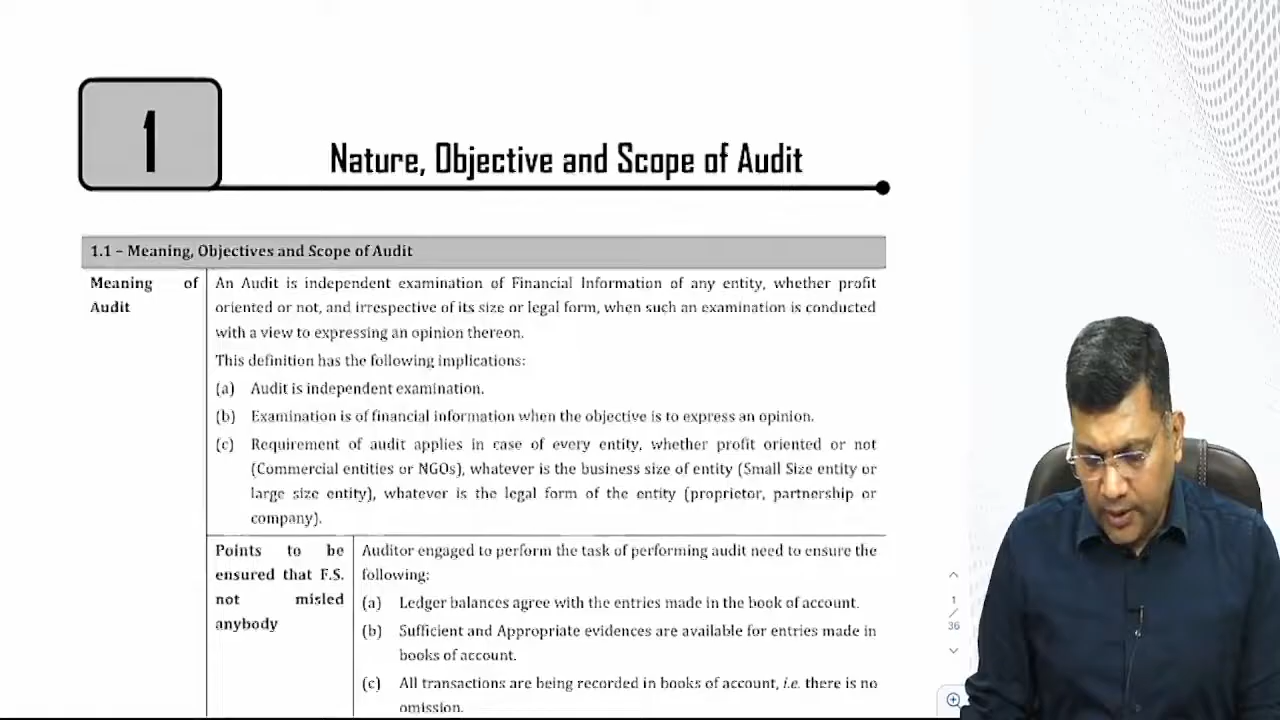 1
Nature, Objective and Scope of Audit
1.1 – Meaning, Objectives and Scope of Audit
Meaning of
Audit
An Audit is independent examination of Financial Information of any entity, whether profit
oriented or not, and irrespective of its size or legal form, when such an examination is conducted
with a view to expressing an opinion thereon.
This definition has the following implications:
(a) Audit is independent examination.
(b) Examination is of financial information when the objective is to express an opinion.
(c) Requirement of audit applies in case of every entity, whether profit oriented or not
(Commercial entities or NGOs), whatever is the business size of entity (Small Size entity or
large size entity), whatever is the legal form of the entity (proprietor, partnership or
company).
Points to be
ensured that F.S.
not misled
anybody
Auditor engaged to perform the task of performing audit need to ensure the
following:
(a) Ledger balances agree with the entries made in the book of account.
(b) Sufficient and Appropriate evidences are available for entries made in
books of account.
(c) All transactions are being recorded in books of account, i.e. there is no
omission.
1
/
36